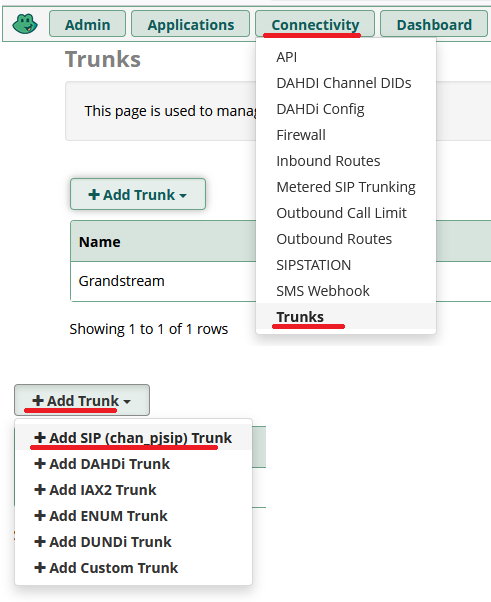 Admin Applications Connectivity Dashboard
Trunks
This page is used to manag
API
DAHDI Channel DIDs
DAHDi Config
Firewall
Inbound Routes
Metered SIP Trunking
Outbound Call Limit
Outbound Routes
SIPSTATION
SMS Webhook
Trunks
+ Add Trunk
Name
Grandstream
Showing 1 to 1 of 1 rows
+ Add Trunk
+ Add SIP (chan_pjsip) Trunk
+ Add DAHDi Trunk
+ Add IAX2 Trunk
+ Add ENUM Trunk
+ Add DUNDi Trunk
+ Add Custom Trunk